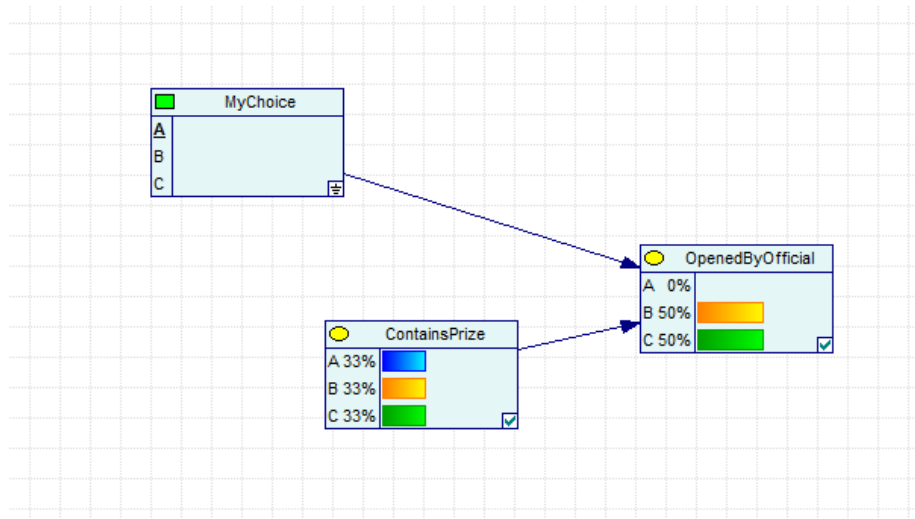 MyChoice
A
B
C
OpenedByOfficial
A 0%
B 50%
C 50%
ContainsPrize
A 33%
B 33%
C 33%